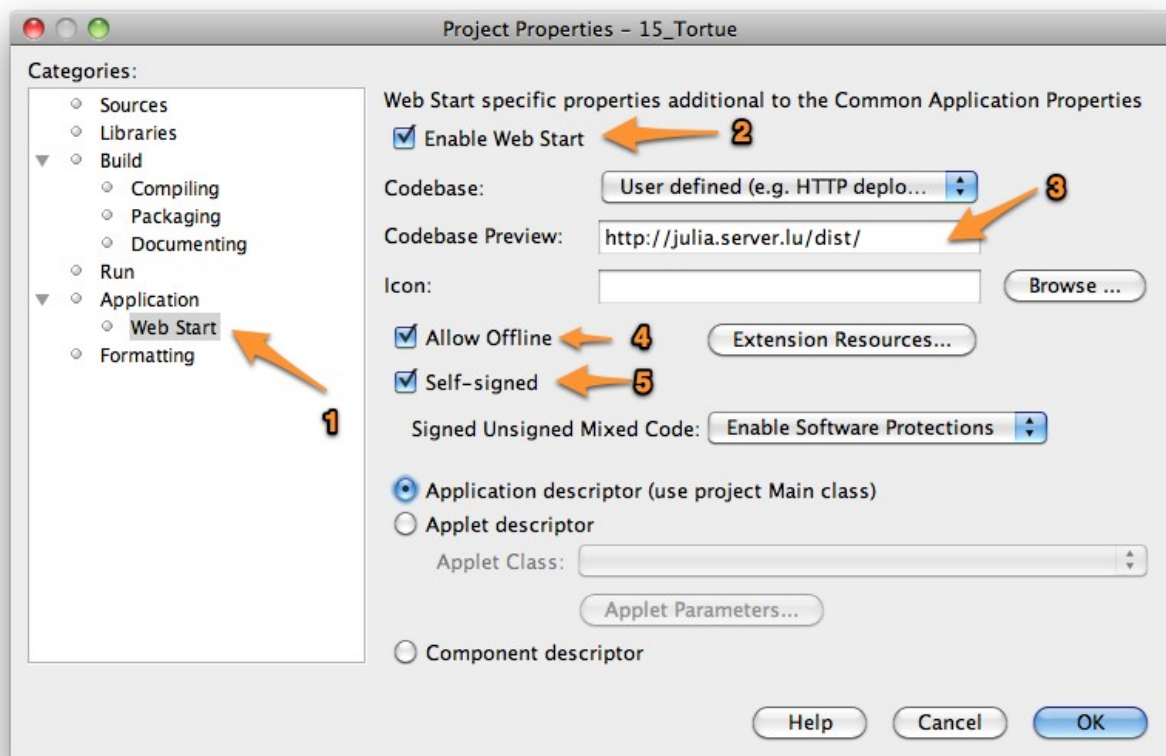 Project Properties – 15_Tortue
Categories:
Sources
Libraries
Build
Compiling
Packaging
Documenting
Run
Application
Web Start
Formatting
1
Web Start specific properties additional to the Common Application Properties
Enable Web Start
2
Codebase: User defined (e.g. HTTP deplo...
3
Codebase Preview: http://julia.server.lu/dist/
Icon: Browse ...
Allow Offline 4 Extension Resources...
Self-signed 5
Signed Unsigned Mixed Code: Enable Software Protections
Application descriptor (use project Main class)
Applet descriptor
Applet Class:
Applet Parameters...
Component descriptor
Help Cancel OK